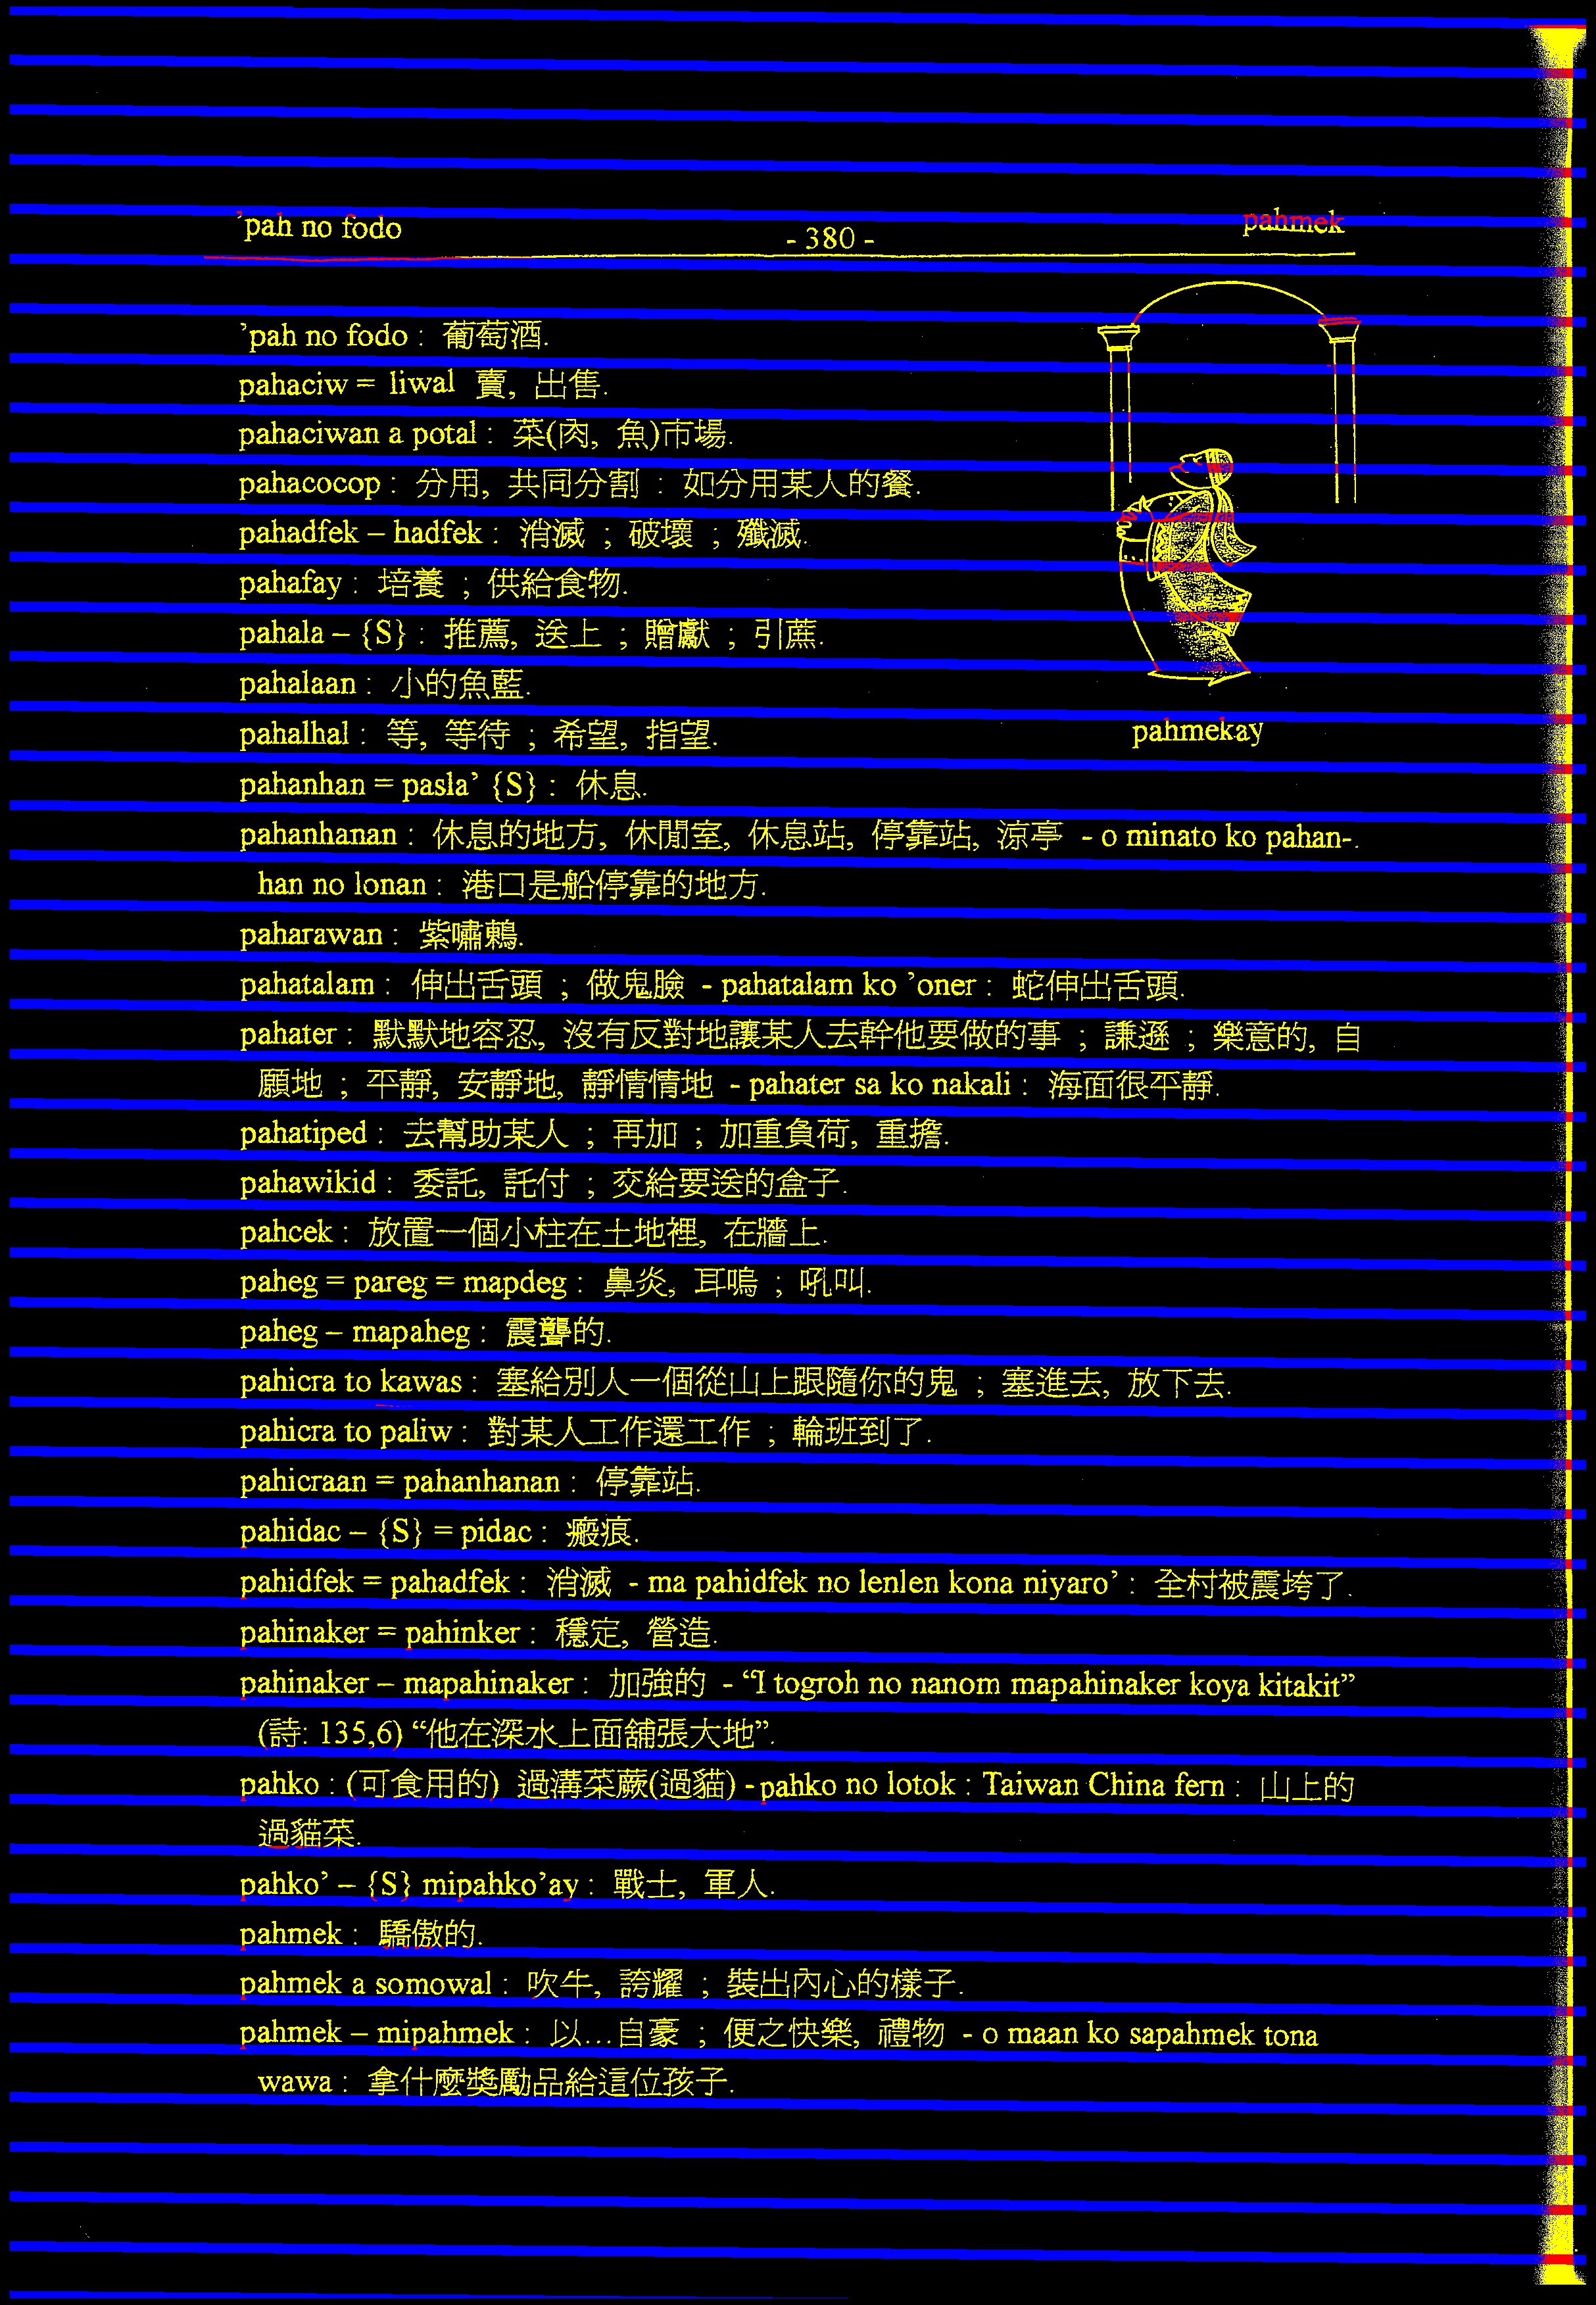 'pah no fodo
- 380 -
pahmek
'pah no fodo : 葡萄酒.
pahaciw = liwal 賣, 出售.
pahaciwan a potal : 菜(肉, 魚)市場.
pahacocop : 分用, 共同分割 : 如分用某人的餐.
pahadfek – hadfek : 消滅 ; 破壞 ; 殲滅.
pahafay : 培養 ; 供給食物.
pahala – {S} : 推薦, 送上 ; 贈獻 ; 引蔗.
pahalaan : 小的魚藍.
pahalhal : 等, 等待 ; 希望, 指望.
pahmekay
pahanhan = pasla' {S} : 休息.
pahanhanan : 休息的地方, 休閒室, 休息站, 停靠站, 涼亭 - o minato ko pahan-.
han no lonan : 港口是船停靠的地方.
paharawan : 紫嘯鶇.
pahatalam : 伸出舌頭 ; 做鬼臉 - pahatalam ko 'oner : 蛇伸出舌頭.
pahater : 默默地容忍, 沒有反對地讓某人去幹他要做的事 ; 謙遜 ; 樂意的, 自
願地 ; 平靜, 安靜地, 靜情情地 - pahater sa ko nakali : 海面很平靜.
pahatiped : 去幫助某人 ; 再加 ; 加重負荷, 重擔.
pahawikid : 委託, 託付 ; 交給要送的盒子.
pahcek : 放置一個小柱在土地裡, 在牆上.
paheg = pareg = mapdeg : 鼻炎, 耳嗚 ; 吼叫.
paheg – mapaheg : 震聾的.
pahicra to kawas : 塞給別人一個從山上跟隨你的鬼 ; 塞進去, 放下去.
pahicra to paliw : 對某人工作還工作 ; 輪班到了.
pahicraan = pahanhanan : 停靠站.
pahidac – {S} = pidac : 瘢痕.
pahidfek = pahadfek : 消滅 - ma pahidfek no lenlen kona niyaro' : 全村被震垮了.
pahinaker = pahinker : 穩定, 營造.
pahinaker – mapahinaker : 加強的 - “I togroh no nanom mapahinaker koya kitakit”
(詩: 135,6) “他在深水上面舖張大地”.
pahko : (可食用的) 過溝菜蕨(過貓) - pahko no lotok : Taiwan China fern : 山上的
過貓菜.
pahko' – {S} mipahko'ay : 戰士, 軍人.
pahmek : 驕傲的.
pahmek a somowal : 吹牛, 誇耀 ; 裝出內心的樣子.
pahmek – mipahmek : 以…自豪 ; 便之快樂, 禮物 - o maan ko sapahmek tona
wawa : 拿什麼獎勵品給這位孩子.